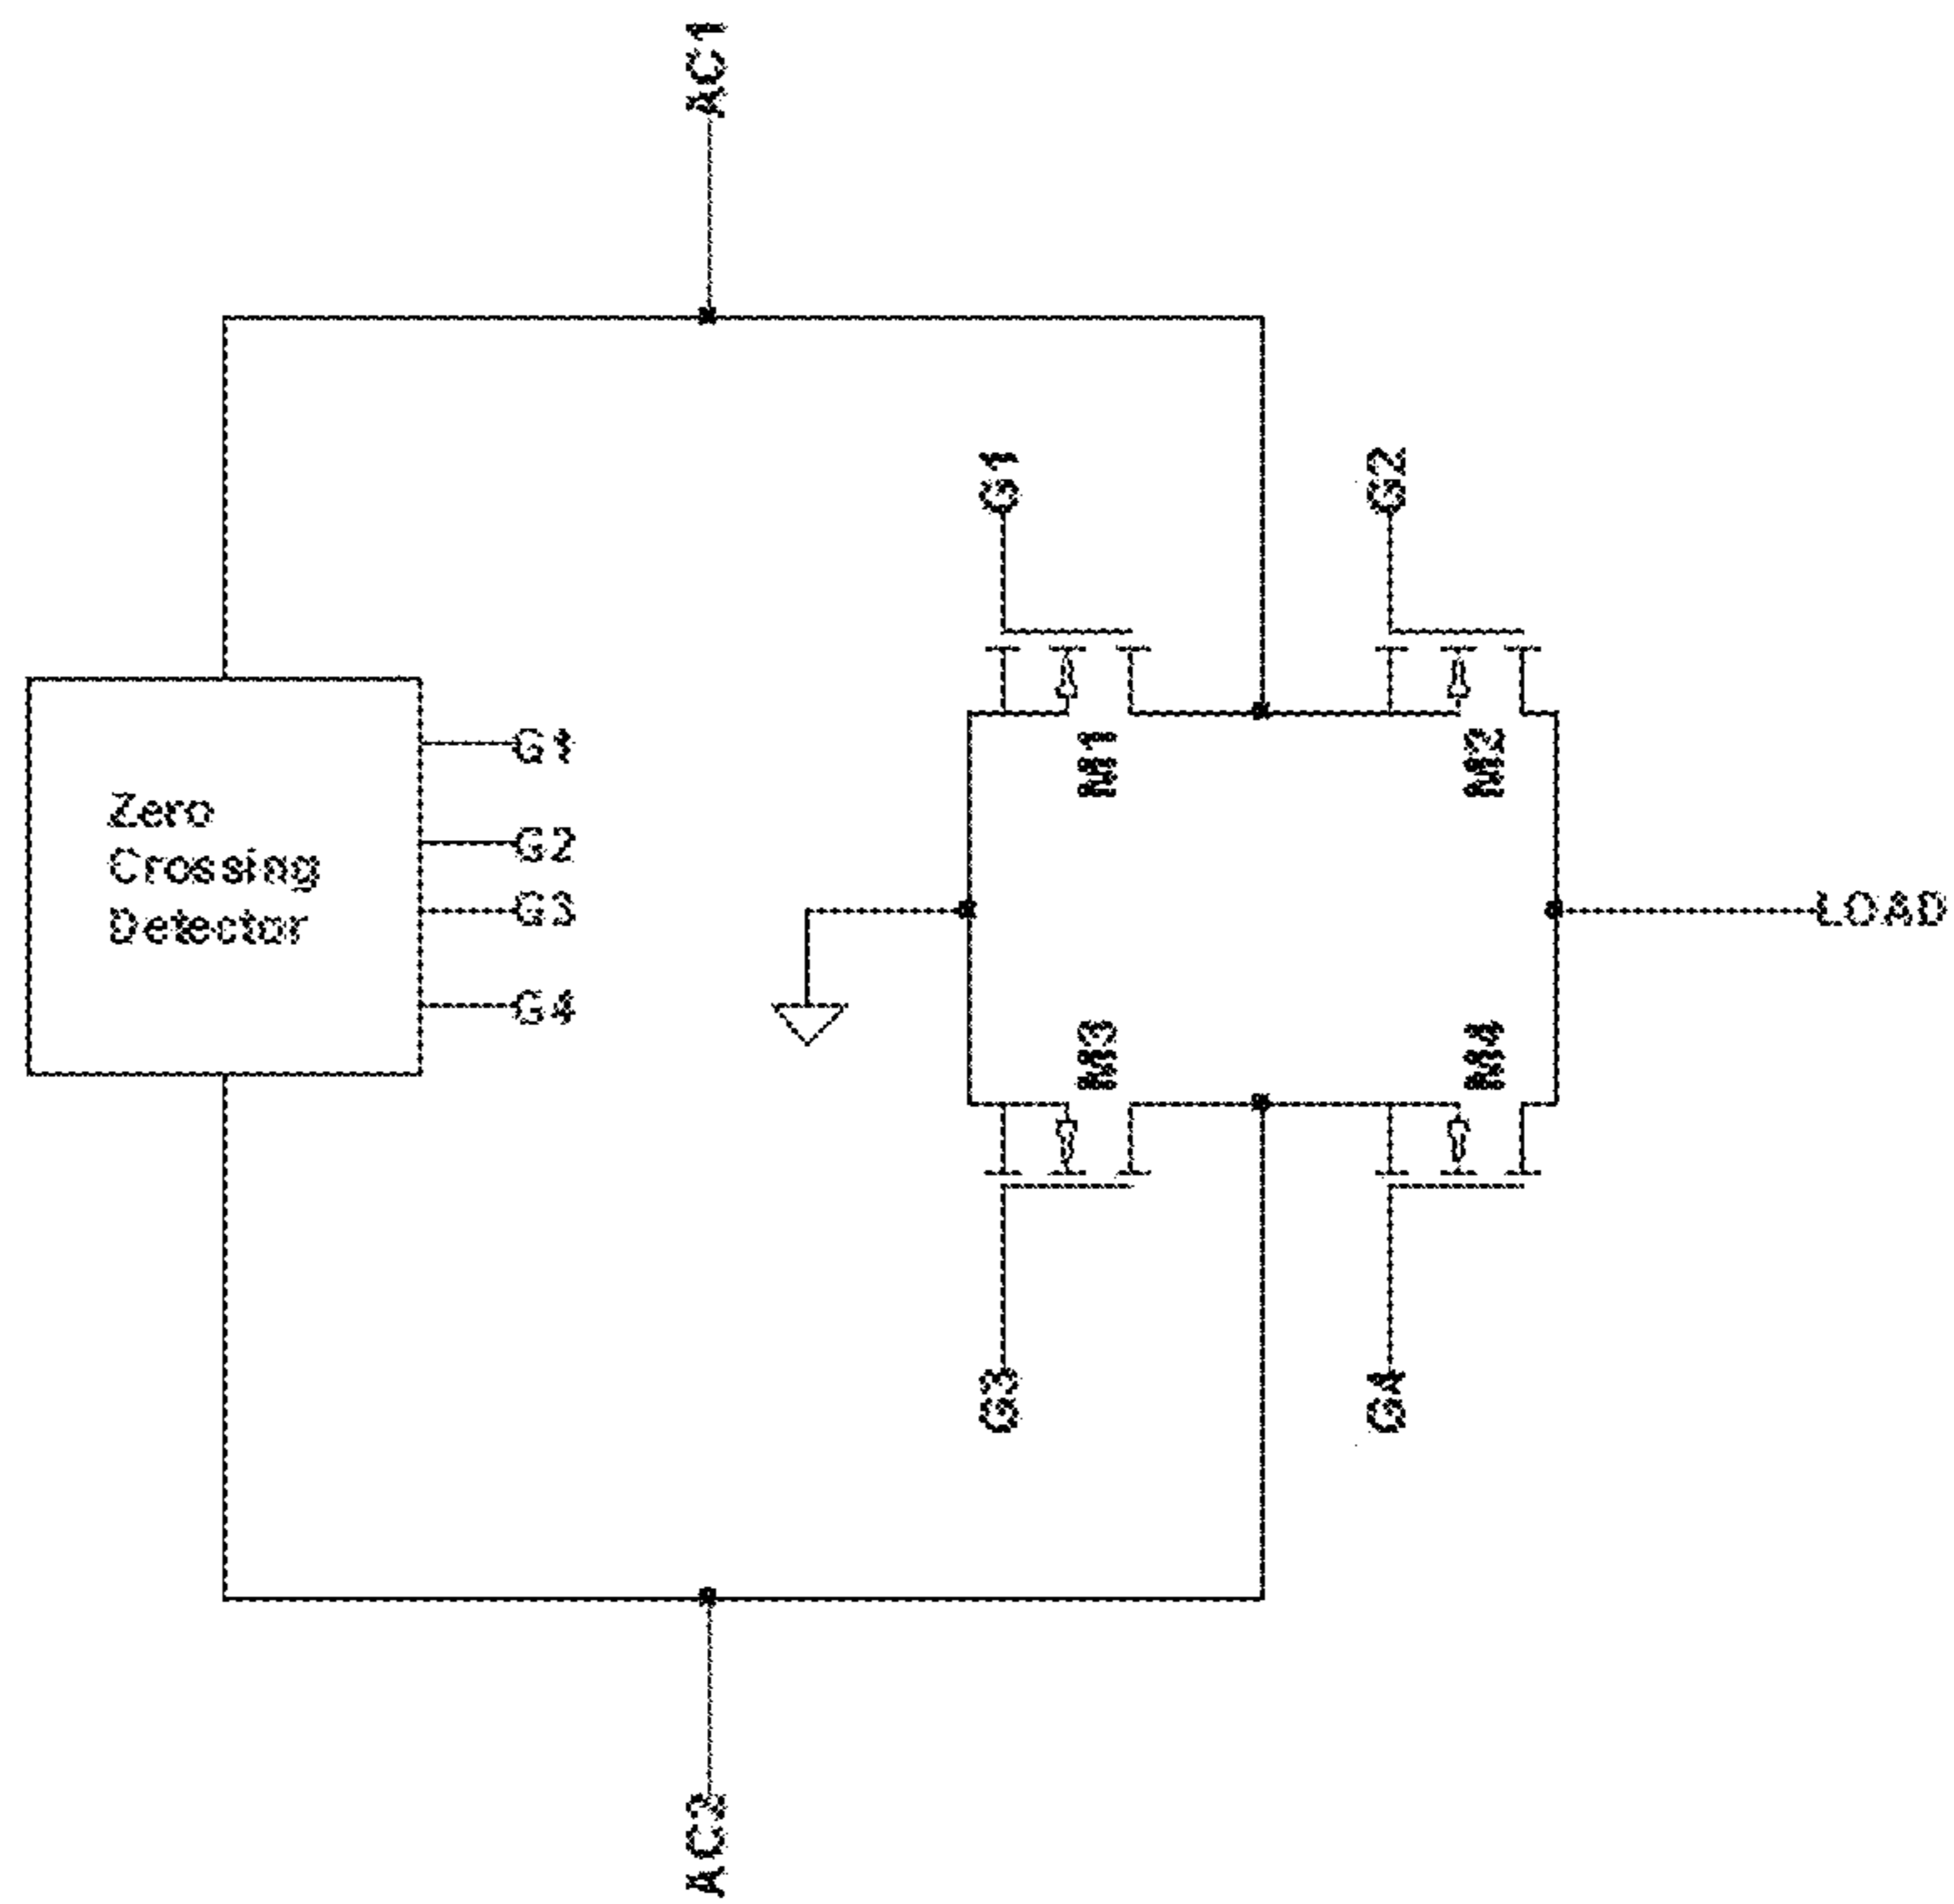 AC1
G1
G2
G1
G2
G3
G4
Zero
Crossing
Detector
M1
M2
LOAD
M3
M4
G3
G4
AC2